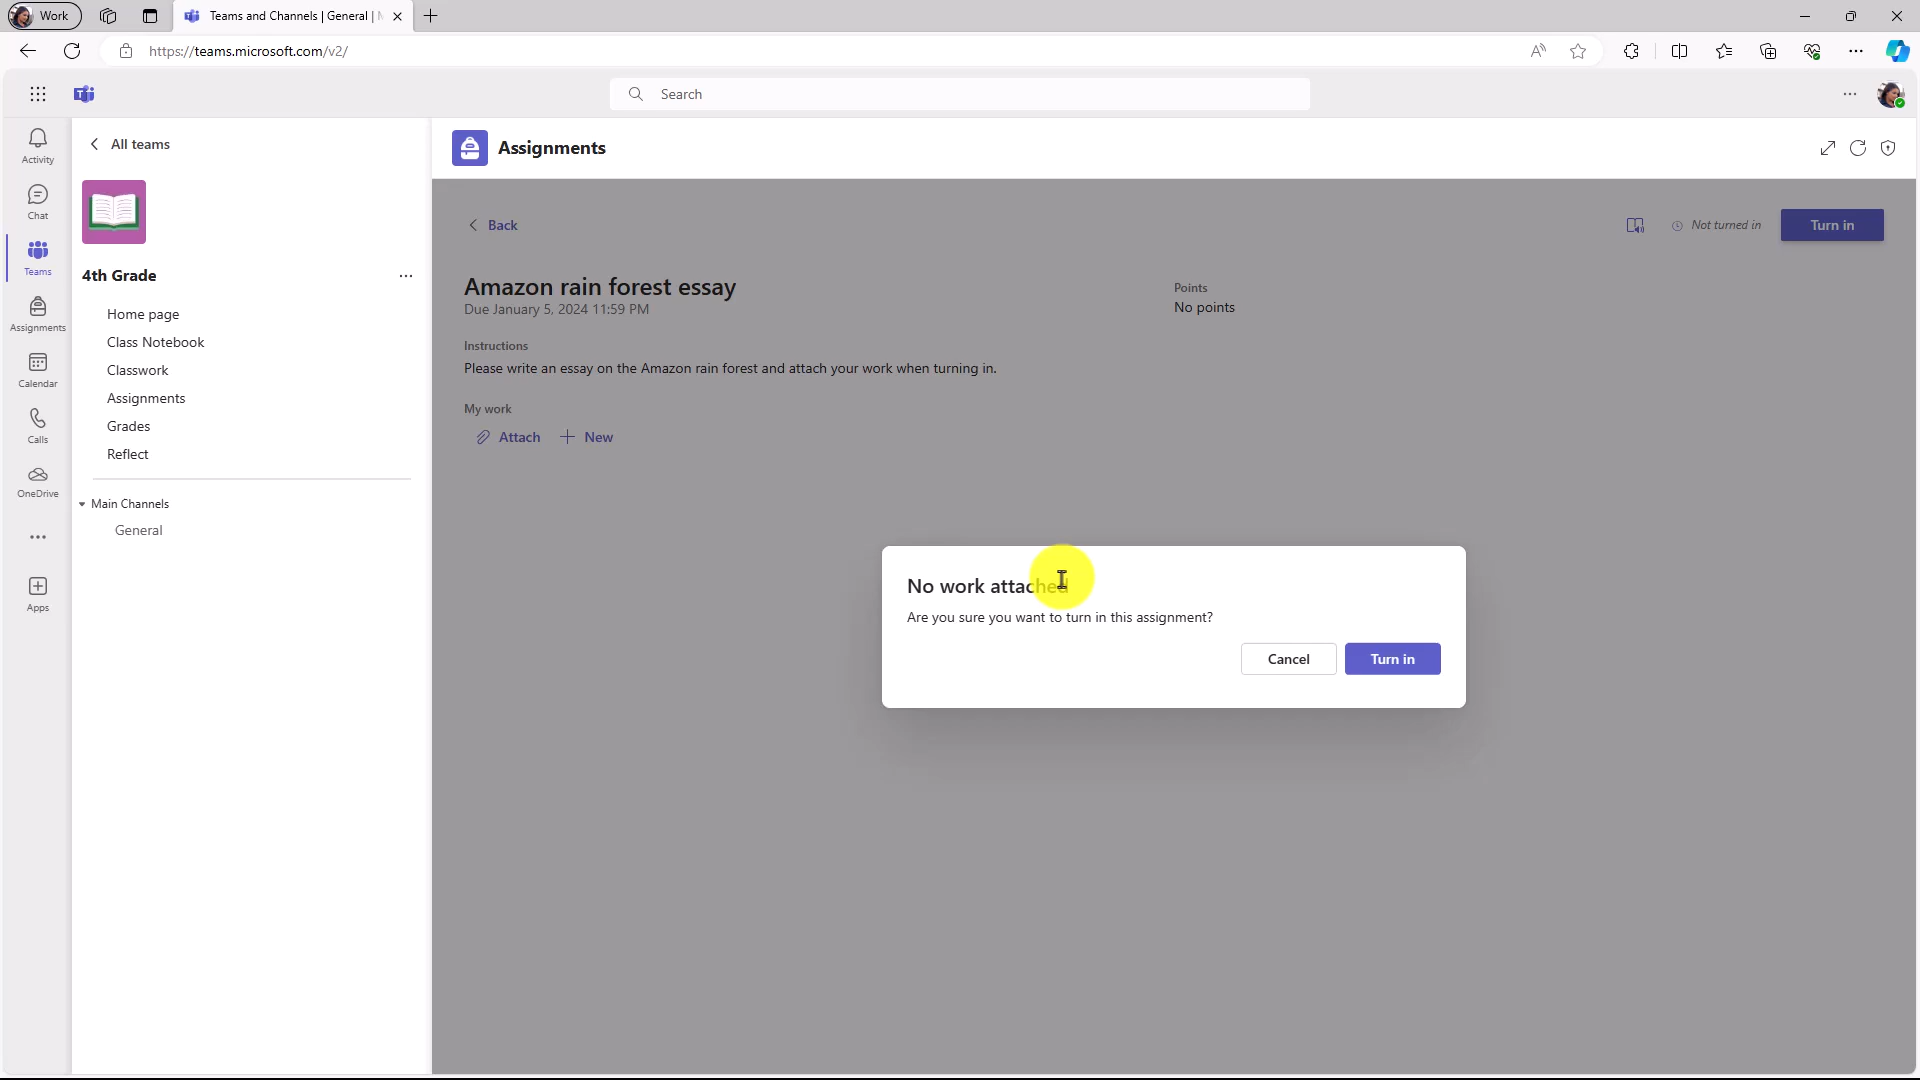 Work
Teams and Channels | General |
https://teams.microsoft.com/v2/
Search
Activity
Chat
Teams
Assignments
Calendar
Calls
OneDrive
Apps
All teams
4th Grade
Home page
Class Notebook
Classwork
Assignments
Grades
Reflect
Main Channels
General
Assignments
Back
Not turned in
Turn in
Amazon rain forest essay
Due January 5, 2024 11:59 PM
Points
No points
Instructions
Please write an essay on the Amazon rain forest and attach your work when turning in.
My work
Attach
New
No work attached
Are you sure you want to turn in this assignment?
Cancel
Turn in